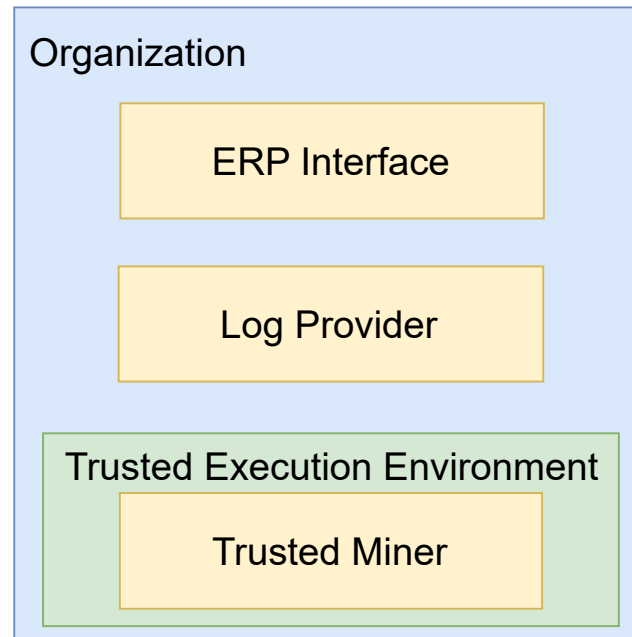 Organization
ERP Interface
Log Provider
Trusted Execution Environment
Trusted Miner